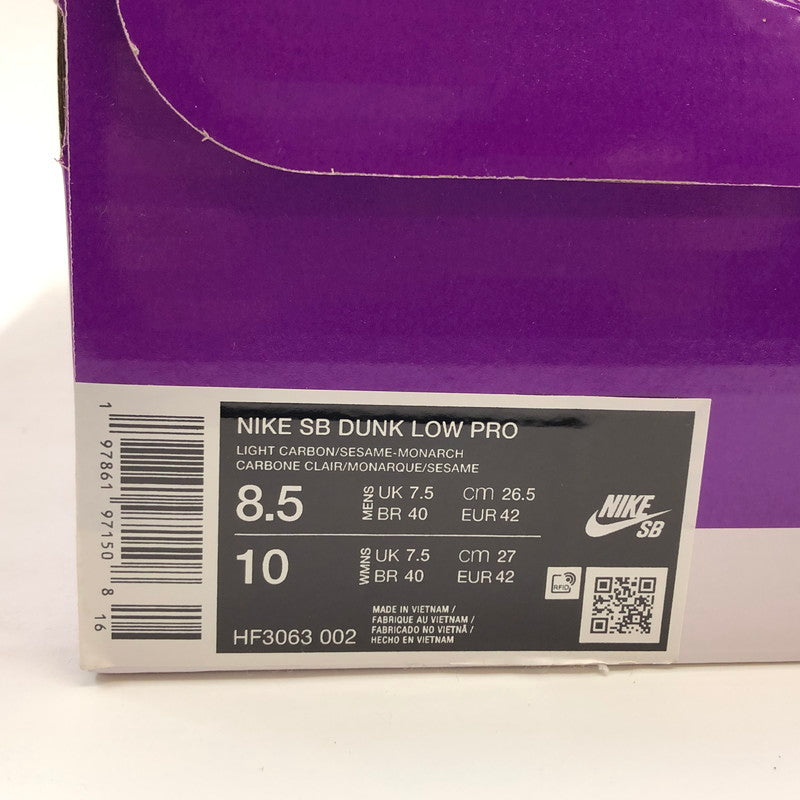 NIKE SB DUNK LOW PRO
LIGHT CARBON/SESAME-MONARCH
CARBONE CLAIR/MONARQUE/SESAME
8.5 MENS UK 7.5 cm 26.5
BR 40 EUR 42
10 WMNS UK 7.5 cm 27
BR 40 EUR 42
NIKE
SB
RFID
HF3063 002
MADE IN VIETNAM /
FABRIQUE AU VIETNAM /
FABRICADO NO VIETNÃ /
HECHO EN VIETNAM
1 97861 97150 8 16